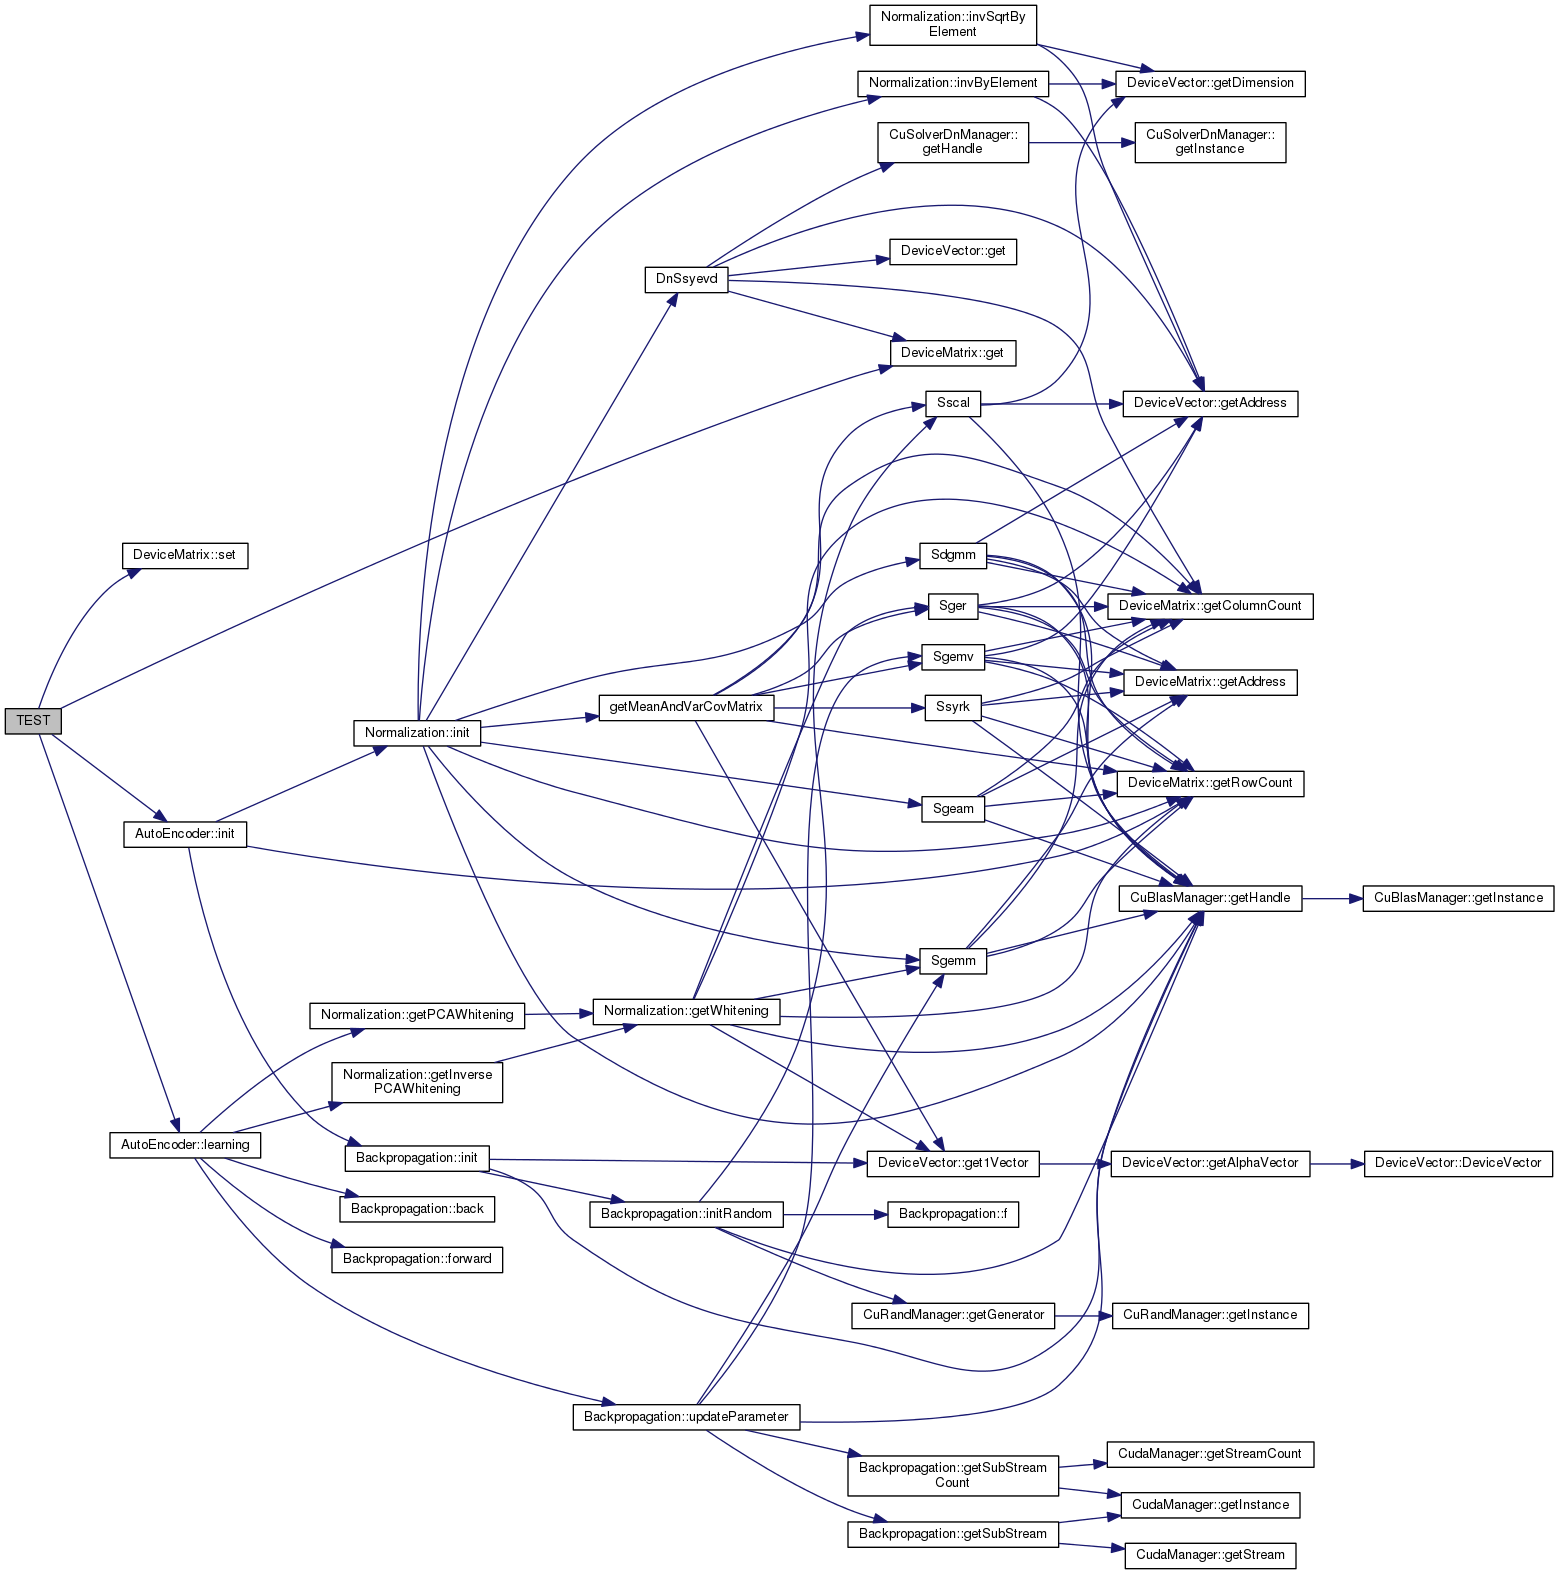 Normalization::invSqrtBy
Element
Normalization::invByElement
DeviceVector::getDimension
CuSolverDnManager::
getHandle
CuSolverDnManager::
getInstance
DeviceVector::get
DnSsyevd
DeviceMatrix::get
Sscal
DeviceVector::getAddress
DeviceMatrix::set
Sdgmm
Sger
DeviceMatrix::getColumnCount
Sgemv
DeviceMatrix::getAddress
TEST
Normalization::init
getMeanAndVarCovMatrix
Ssyrk
DeviceMatrix::getRowCount
Sgeam
AutoEncoder::init
CuBlasManager::getHandle
CuBlasManager::getInstance
Sgemm
Normalization::getPCAWhitening
Normalization::getWhitening
Normalization::getInverse
PCAWhitening
AutoEncoder::learning
Backpropagation::init
DeviceVector::get1Vector
DeviceVector::getAlphaVector
DeviceVector::DeviceVector
Backpropagation::back
Backpropagation::initRandom
Backpropagation::f
Backpropagation::forward
CuRandManager::getGenerator
CuRandManager::getInstance
Backpropagation::updateParameter
Backpropagation::getSubStream
Count
CudaManager::getStreamCount
CudaManager::getInstance
Backpropagation::getSubStream
CudaManager::getStream